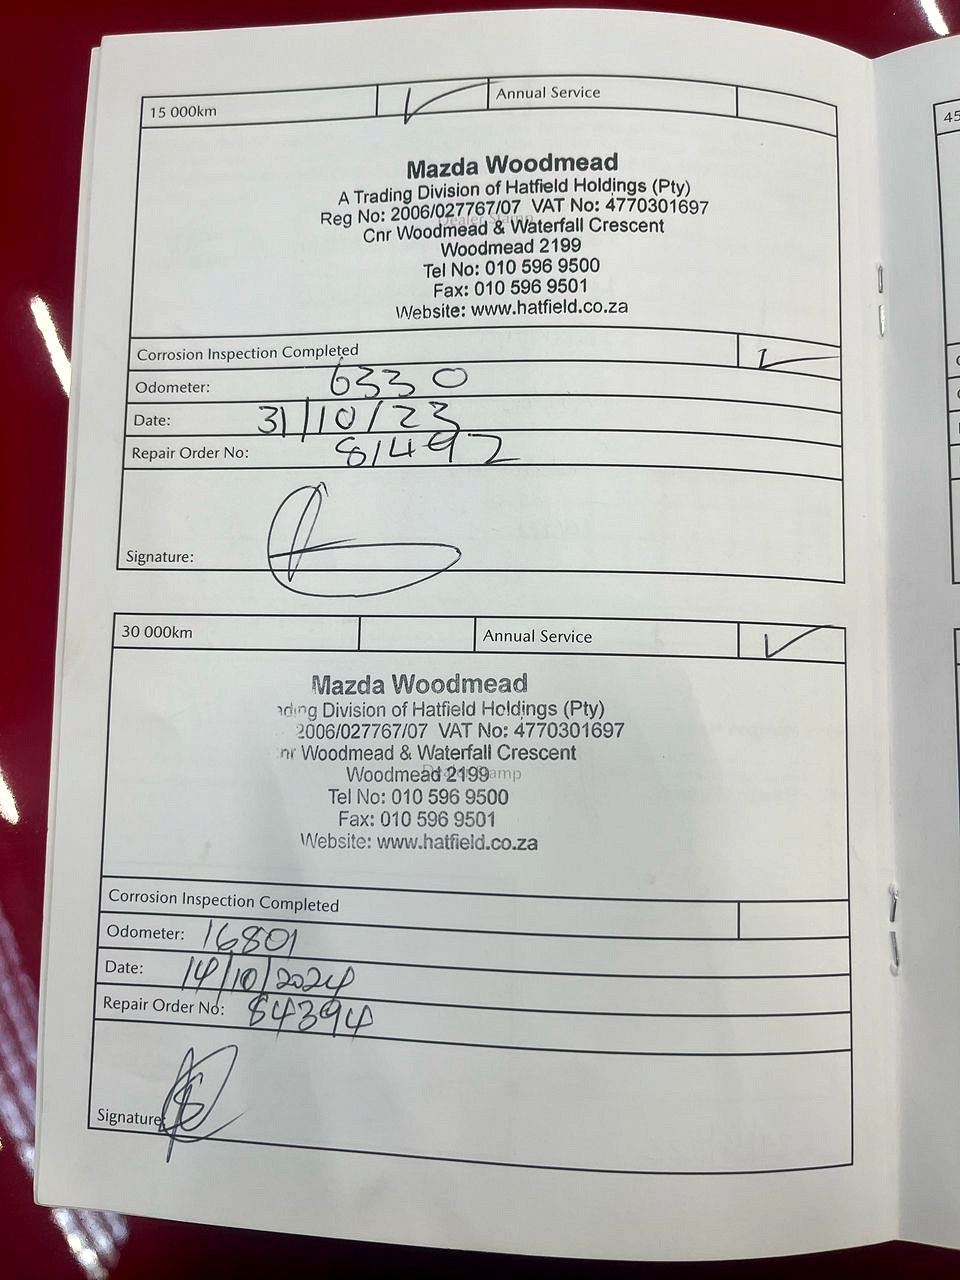 15 000km Annual Service
Mazda Woodmead
A Trading Division of Hatfield Holdings (Pty)
Reg No: 2006/027767/07 VAT No: 4770301697
Dealer Stamp
Cnr Woodmead & Waterfall Crescent
Woodmead 2199
Tel No: 010 596 9500
Fax: 010 596 9501
Website: www.hatfield.co.za
Corrosion Inspection Completed
Odometer: 6330
Date: 31/10/23
Repair Order No: 81492
Signature:
30 000km Annual Service
Mazda Woodmead
ading Division of Hatfield Holdings (Pty)
2006/027767/07 VAT No: 4770301697
nr Woodmead & Waterfall Crescent
Woodmead 2199
Dealer Stamp
Tel No: 010 596 9500
Fax: 010 596 9501
Website: www.hatfield.co.za
Corrosion Inspection Completed
Odometer: 16801
Date: 14/10/2024
Repair Order No: 84394
Signature:
45